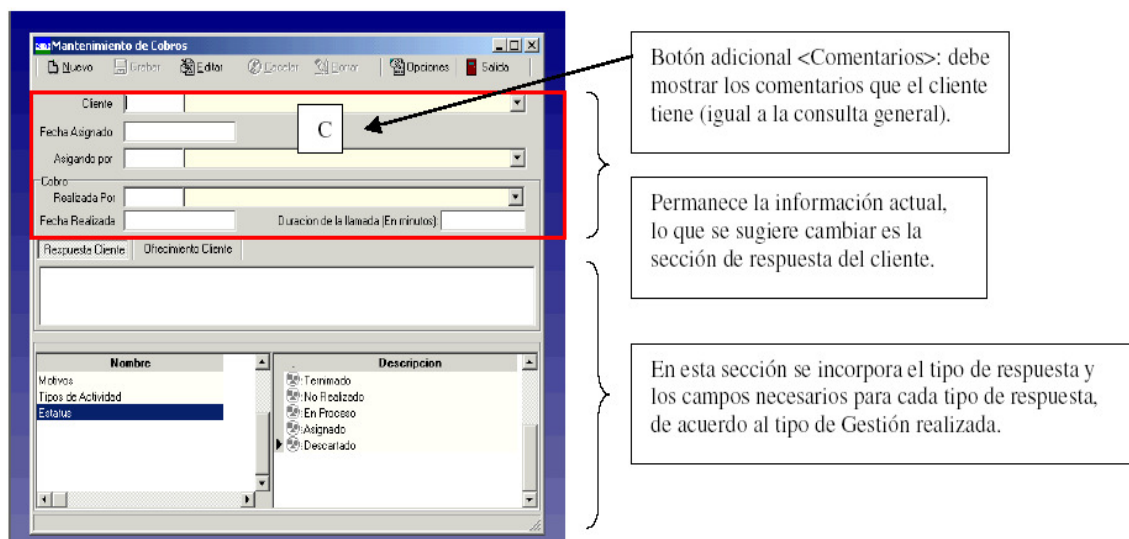 Mantenimiento de Cobros
Nuevo Grabar Editar Cancelar Borrar Opciones Salida
Cliente
Fecha Asignado
C
Asigando por
Cobro
Realizada Por
Fecha Realizada Duracion de la llamada (En minutos)
Respuesta Cliente Ofrecimiento Cliente
Nombre Descripcion
Motivos
Tipos de Actividad
Estatus
:Terminado
:No Realizado
:En Proceso
:Asignado
:Descartado
Botón adicional <Comentarios>: debe
mostrar los comentarios que el cliente
tiene (igual a la consulta general).
Permanece la información actual,
lo que se sugiere cambiar es la
sección de respuesta del cliente.
En esta sección se incorpora el tipo de respuesta y
los campos necesarios para cada tipo de respuesta,
de acuerdo al tipo de Gestión realizada.